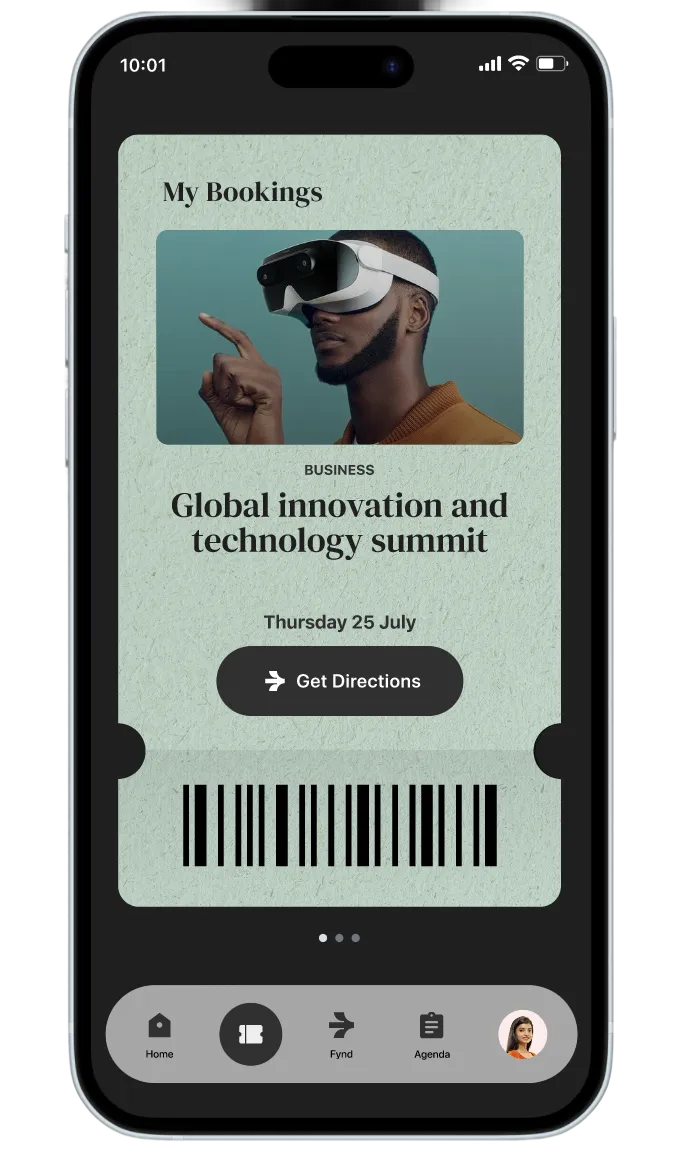 10:01
My Bookings
BUSINESS
Global innovation and
technology summit
Thursday 25 July
Get Directions
Home
Fynd
Agenda